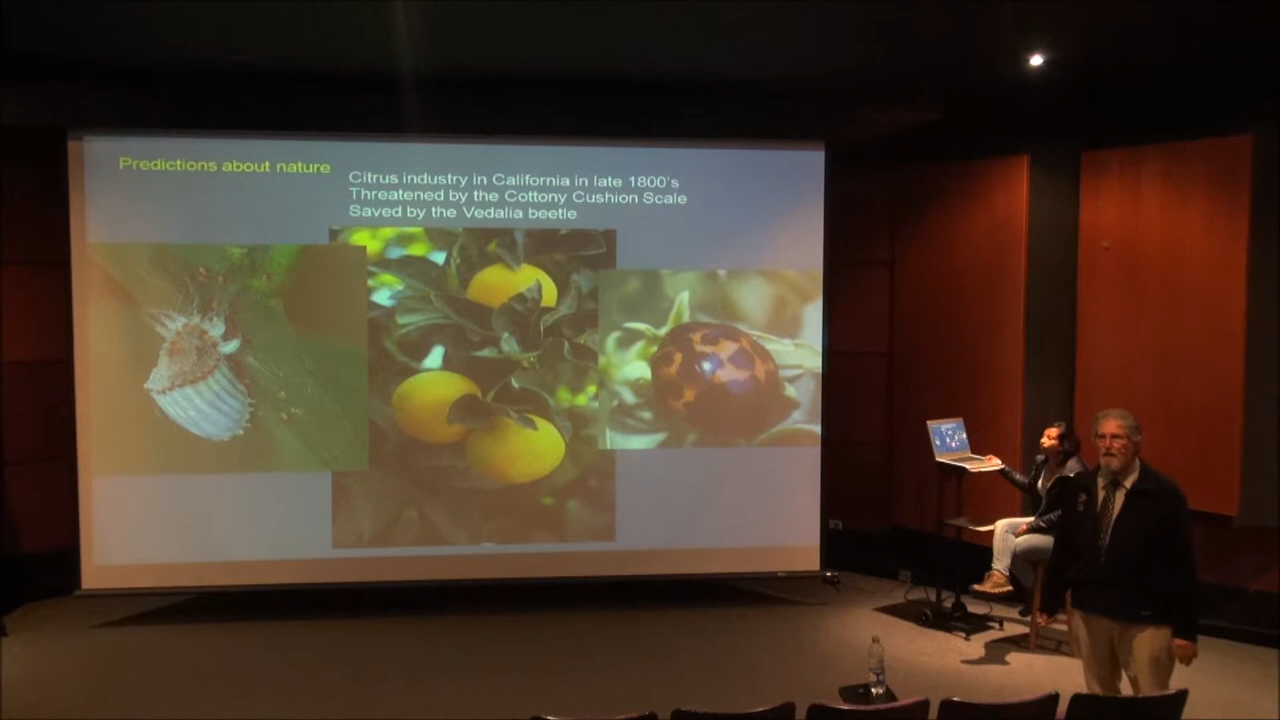 Predictions about nature
Citrus industry in California in late 1800's
Threatened by the Cottony Cushion Scale
Saved by the Vedalia beetle